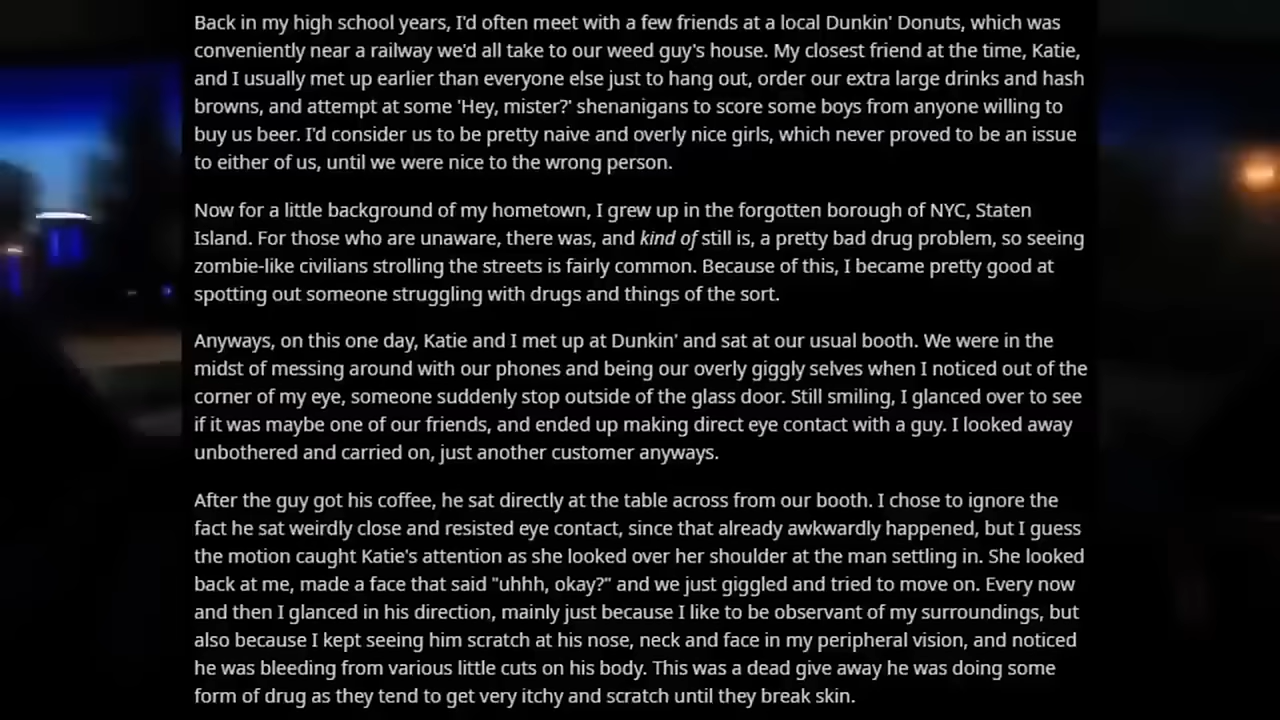 Back in my high school years, I'd often meet with a few friends at a local Dunkin' Donuts, which was
conveniently near a railway we'd all take to our weed guy's house. My closest friend at the time, Katie,
and I usually met up earlier than everyone else just to hang out, order our extra large drinks and hash
browns, and attempt at some 'Hey, mister?' shenanigans to score some boys from anyone willing to
buy us beer. I'd consider us to be pretty naive and overly nice girls, which never proved to be an issue
to either of us, until we were nice to the wrong person.
Now for a little background of my hometown, I grew up in the forgotten borough of NYC, Staten
Island. For those who are unaware, there was, and kind of still is, a pretty bad drug problem, so seeing
zombie-like civilians strolling the streets is fairly common. Because of this, I became pretty good at
spotting out someone struggling with drugs and things of the sort.
Anyways, on this one day, Katie and I met up at Dunkin' and sat at our usual booth. We were in the
midst of messing around with our phones and being our overly giggly selves when I noticed out of the
corner of my eye, someone suddenly stop outside of the glass door. Still smiling, I glanced over to see
if it was maybe one of our friends, and ended up making direct eye contact with a guy. I looked away
unbothered and carried on, just another customer anyways.
After the guy got his coffee, he sat directly at the table across from our booth. I chose to ignore the
fact he sat weirdly close and resisted eye contact, since that already awkwardly happened, but I guess
the motion caught Katie's attention as she looked over her shoulder at the man settling in. She looked
back at me, made a face that said "uhhh, okay?" and we just giggled and tried to move on. Every now
and then I glanced in his direction, mainly just because I like to be observant of my surroundings, but
also because I kept seeing him scratch at his nose, neck and face in my peripheral vision, and noticed
he was bleeding from various little cuts on his body. This was a dead give away he was doing some
form of drug as they tend to get very itchy and scratch until they break skin.